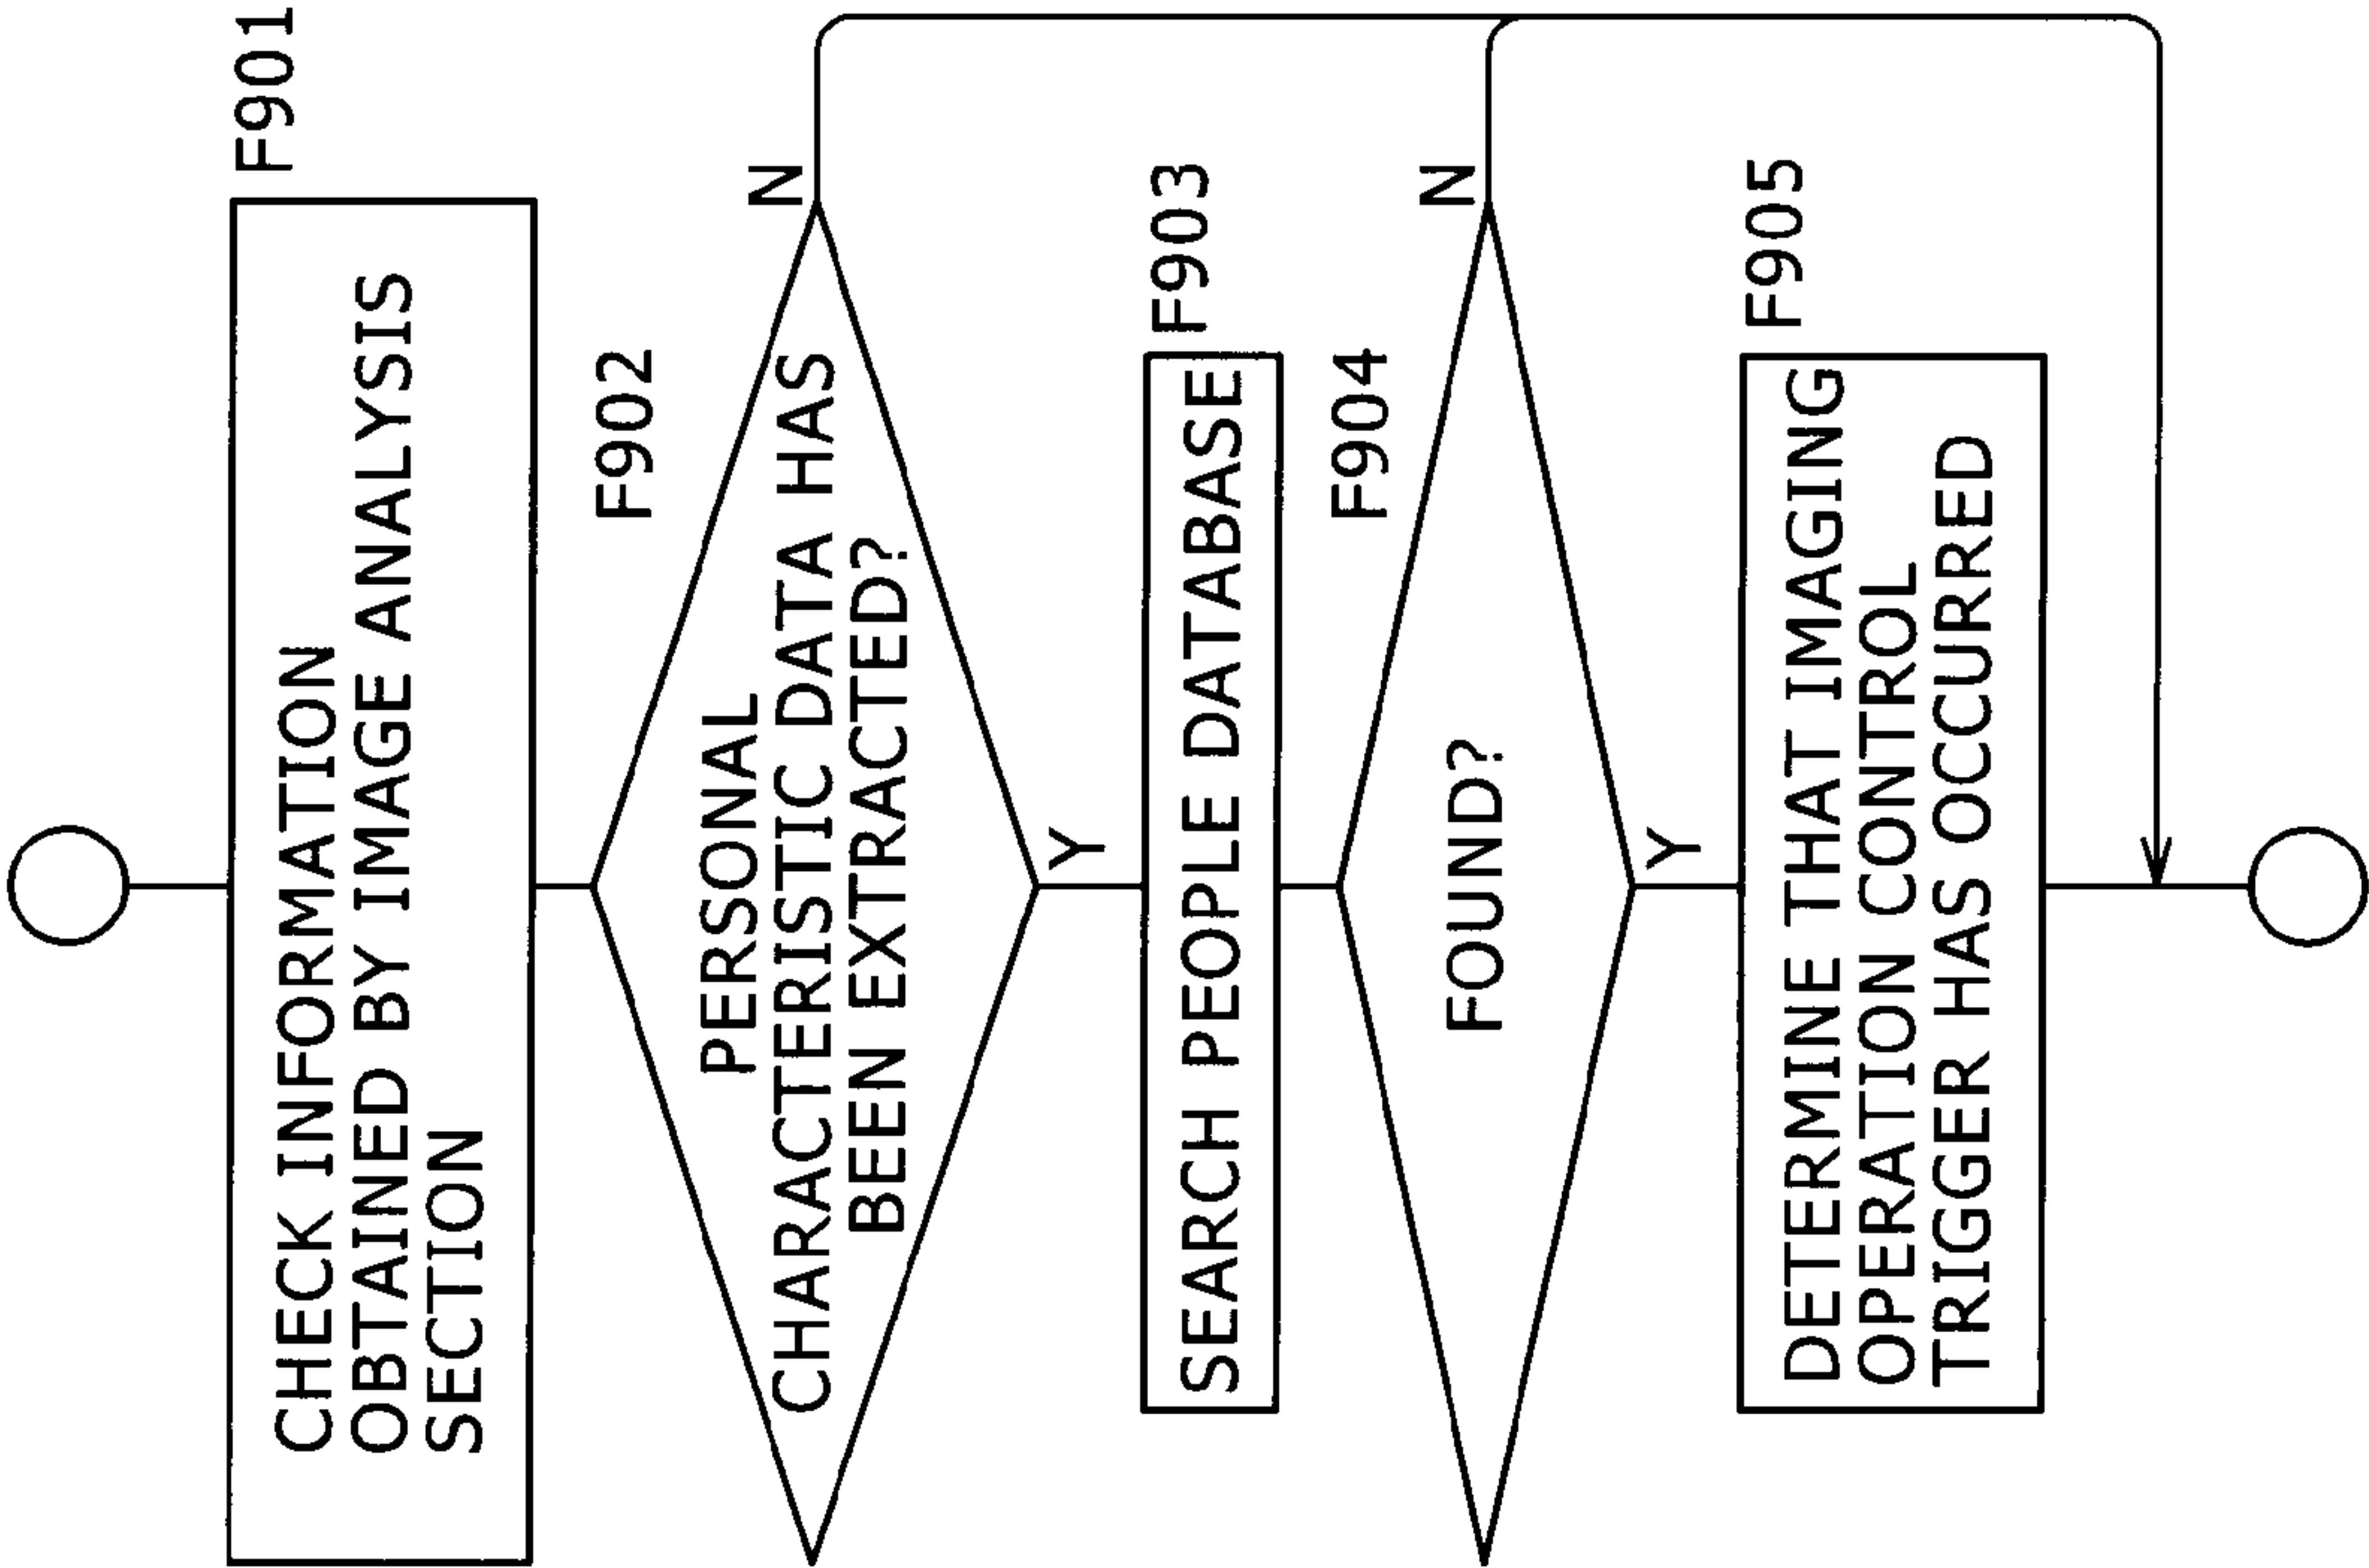 F901
CHECK INFORMATION
OBTAINED BY IMAGE ANALYSIS
SECTION
F902
PERSONAL
CHARACTERISTIC DATA HAS
BEEN EXTRACTED?
N
Y
F903
SEARCH PEOPLE DATABASE
F904
FOUND?
N
Y
F905
DETERMINE THAT IMAGING
OPERATION CONTROL
TRIGGER HAS OCCURRED